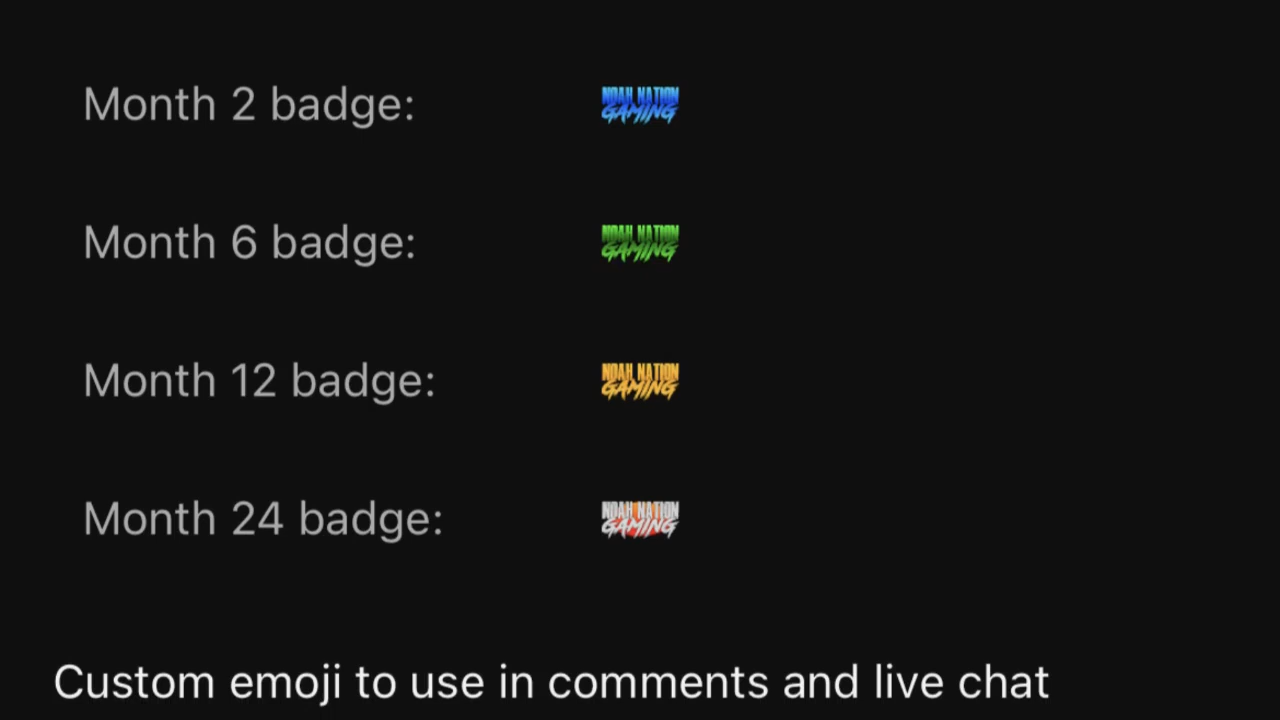 Month 2 badge: NOAH NATION
GAMING
Month 6 badge: NOAH NATION
GAMING
Month 12 badge: NOAH NATION
GAMING
Month 24 badge: NOAH NATION
GAMING
Custom emoji to use in comments and live chat